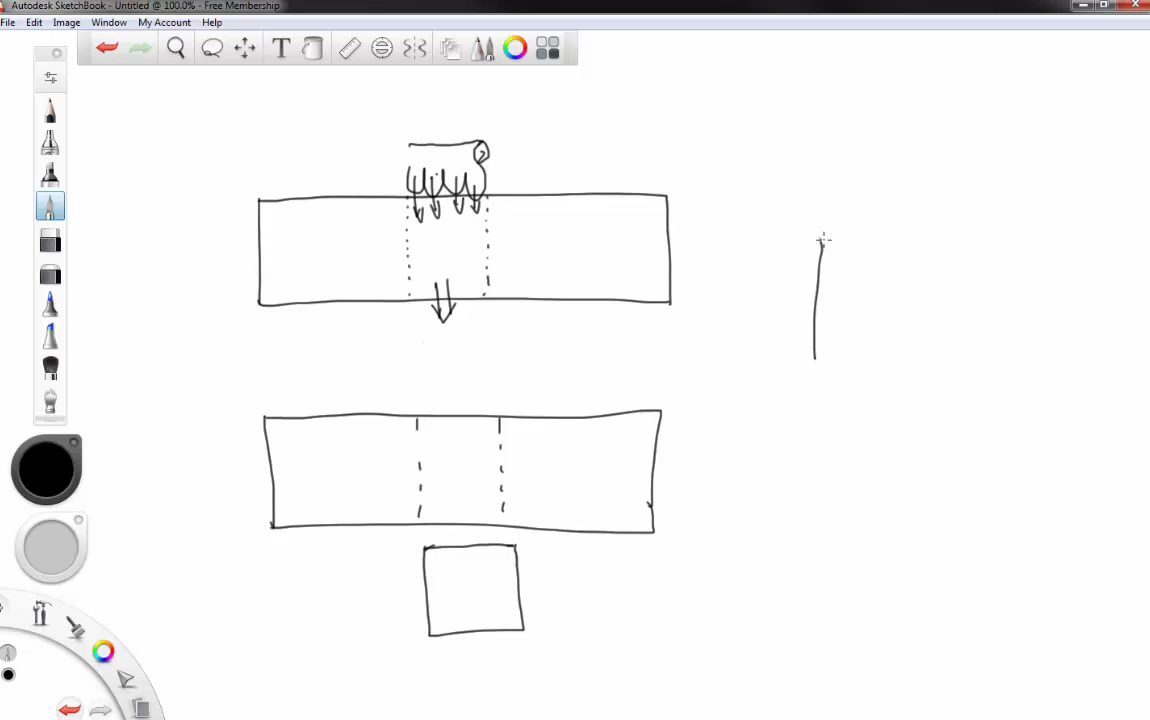 Autodesk SketchBook - Untitled @ 100.0% - Free Membership
File Edit Image Window My Account Help
T